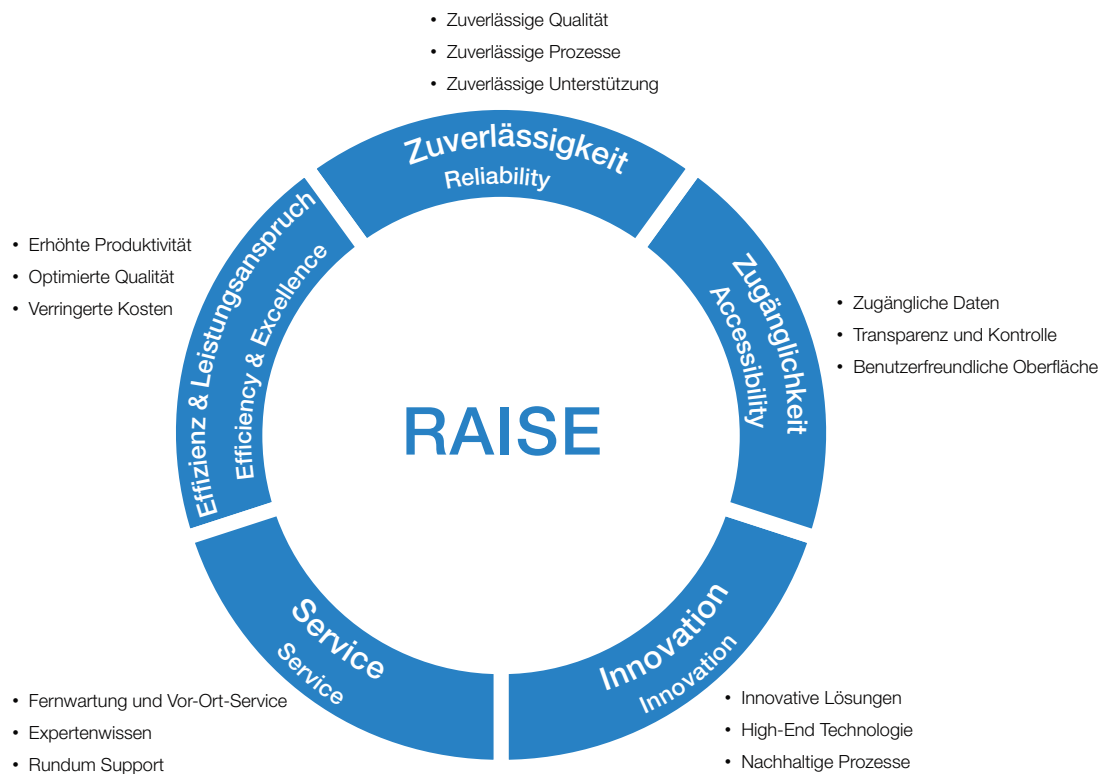 • Zuverlässige Qualität
• Zuverlässige Prozesse
• Zuverlässige Unterstützung
Zuverlässigkeit
Reliability
Zugänglichkeit
Accessibility
• Zugängliche Daten
• Transparenz und Kontrolle
• Benutzerfreundliche Oberfläche
Innovation
Innovation
• Innovative Lösungen
• High-End Technologie
• Nachhaltige Prozesse
Service
Service
• Fernwartung und Vor-Ort-Service
• Expertenwissen
• Rundum Support
Effizienz & Leistungsanspruch
Efficiency & Excellence
• Erhöhte Produktivität
• Optimierte Qualität
• Verringerte Kosten
RAISE